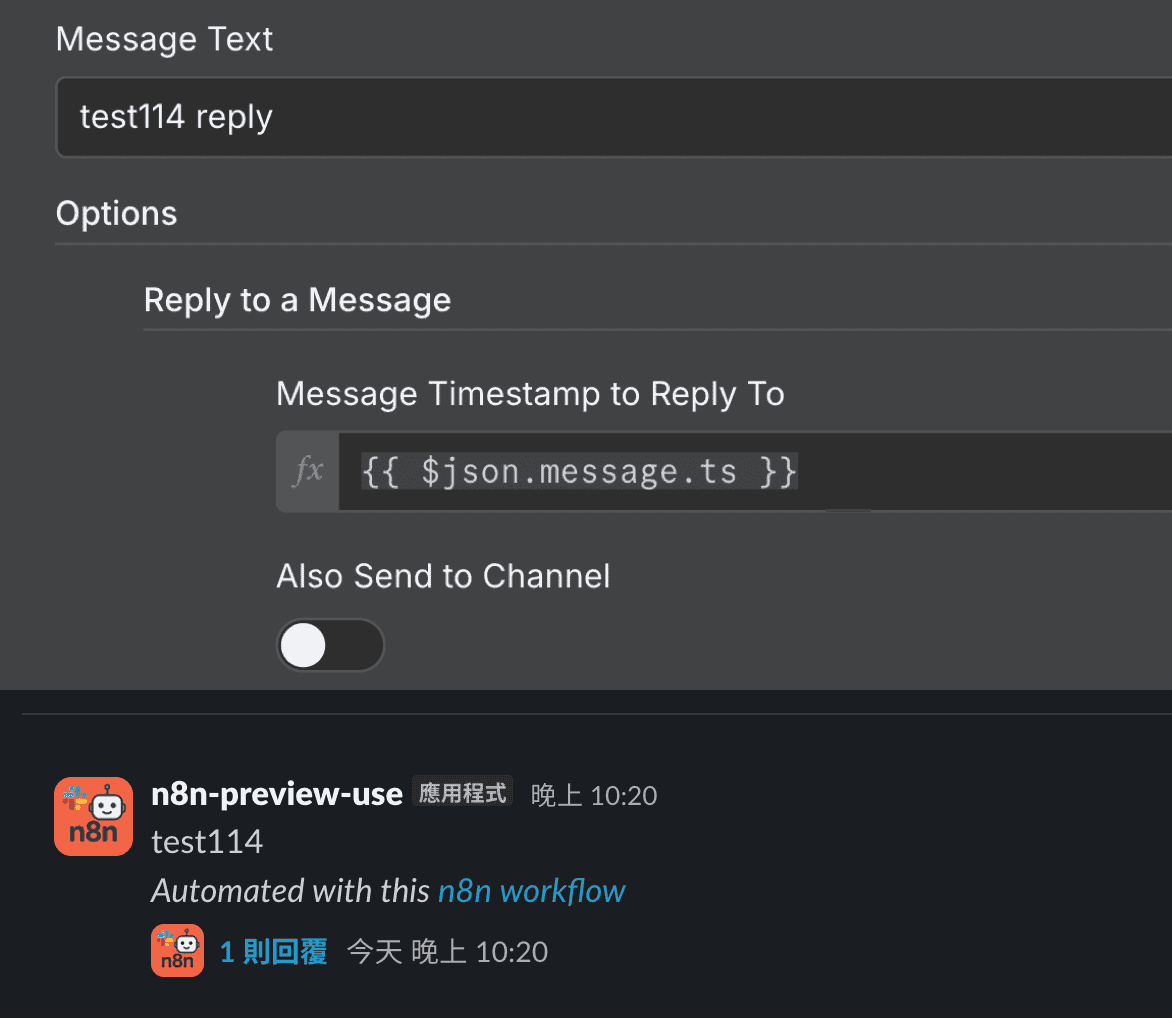 Message Text
test114 reply
Options
Reply to a Message
Message Timestamp to Reply To
fx {{ $json.message.ts }}
Also Send to Channel
n8n
n8n-preview-use 應用程式 晚上 10:20
test114
Automated with this n8n workflow
n8n
1 則回覆 今天 晚上 10:20